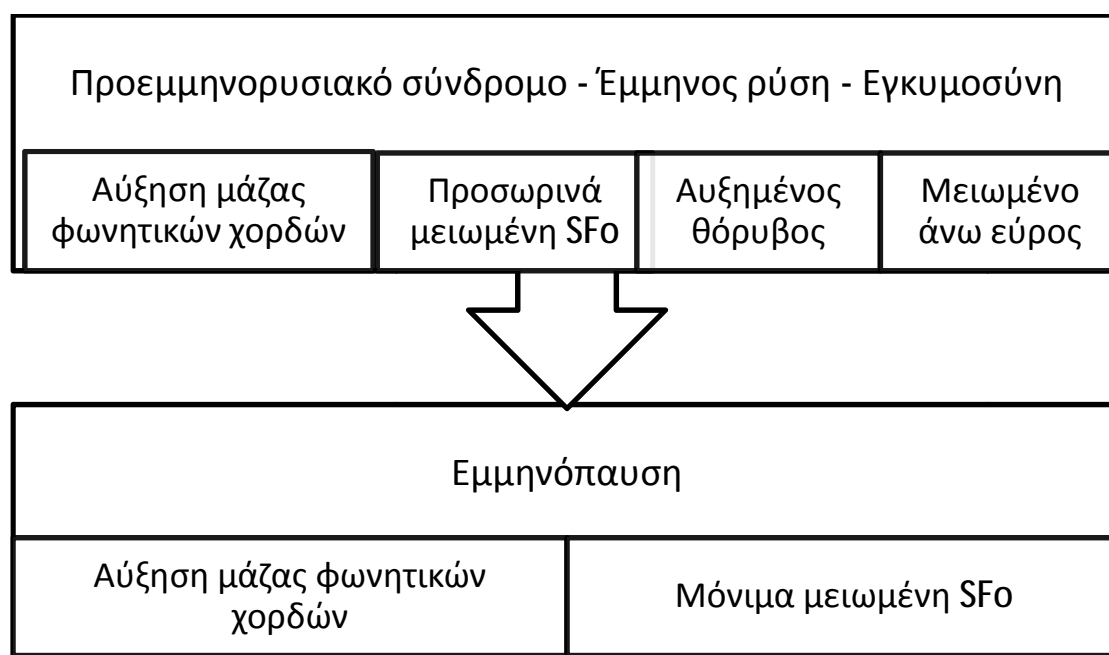 Προεμμηνορυσιακό σύνδρομο - Έμμηνος ρύση - Εγκυμοσύνη
Αύξηση μάζας
φωνητικών χορδών
Προσωρινά
μειωμένη SFo
Αυξημένος
θόρυβος
Μειωμένο
άνω εύρος
Εμμηνόπαυση
Αύξηση μάζας φωνητικών
χορδών
Μόνιμα μειωμένη SFo